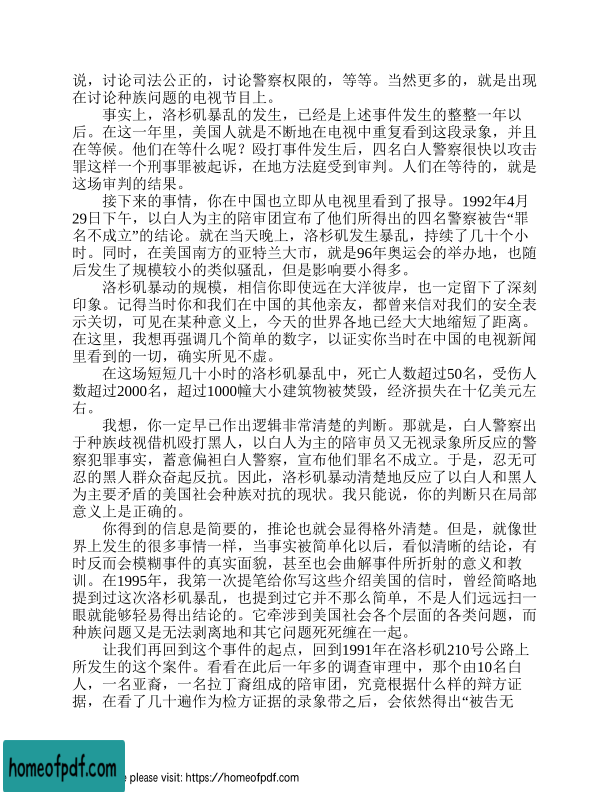 说，讨论司法公正的，讨论警察权限的，等等。当然更多的，就是出现
在讨论种族问题的电视节目上。
事实上，洛杉矶暴乱的发生，已经是上述事件发生的整整一年以
后。在这一年里，美国人就是不断地在电视中重复看到这段录象，并且
在等候。他们在等什么呢？殴打事件发生后，四名白人警察很快以攻击
罪这样一个刑事罪被起诉，在地方法庭受到审判。人们在等待的，就是
这场审判的结果。
接下来的事情，你在中国也立即从电视里看到了报导。1992年4月
29日下午，以白人为主的陪审团宣布了他们所得出的四名警察被告“罪
名不成立”的结论。就在当天晚上，洛杉矶发生暴乱，持续了几十个小
时。同时，在美国南方的亚特兰大市，就是96年奥运会的举办地，也随
后发生了规模较小的类似骚乱，但是影响要小得多。
洛杉矶暴动的规模，相信你即使远在大洋彼岸，也一定留下了深刻
印象。记得当时你和我们在中国的其他亲友，都曾来信对我们的安全表
示关切，可见在某种意义上，今天的世界各地已经大大地缩短了距离。
在这里，我想再强调几个简单的数字，以证实你当时在中国的电视新闻
里看到的一切，确实所见不虚。
在这场短短几十小时的洛杉矶暴乱中，死亡人数超过50名，受伤人
数超过2000名，超过1000幢大小建筑物被焚毁，经济损失在十亿美元左
右。
我想，你一定早已作出逻辑非常清楚的判断。那就是，白人警察出
于种族歧视借机殴打黑人，以白人为主的陪审员又无视录象所反应的警
察犯罪事实，蓄意偏袒白人警察，宣布他们罪名不成立。于是，忍无可
忍的黑人群众奋起反抗。因此，洛杉矶暴动清楚地反应了以白人和黑人
为主要矛盾的美国社会种族对抗的现状。我只能说，你的判断只在局部
意义上是正确的。
你得到的信息是简要的，推论也就会显得格外清楚。但是，就像世
界上发生的很多事情一样，当事实被简单化以后，看似清晰的结论，有
时反而会模糊事件的真实面貌，甚至也会曲解事件所折射的意义和教
训。在1995年，我第一次提笔给你写这些介绍美国的信时，曾经简略地
提到过这次洛杉矶暴乱，也提到过它并不那么简单，不是人们远远扫一
眼就能够轻易得出结论的。它牵涉到美国社会各个层面的各类问题，而
种族问题又是无法剥离地和其它问题死死缠在一起。
让我们再回到这个事件的起点，回到1991年在洛杉矶210号公路上
所发生的这个案件。看看在此后一年多的调查审理中，那个由10名白
人，一名亚裔，一名拉丁裔组成的陪审团，究竟根据什么样的辩方证
据，在看了几十遍作为检方证据的录象带之后，会依然得出“被告无
homeofpdf.com
e please visit: https://homeofpdf.com